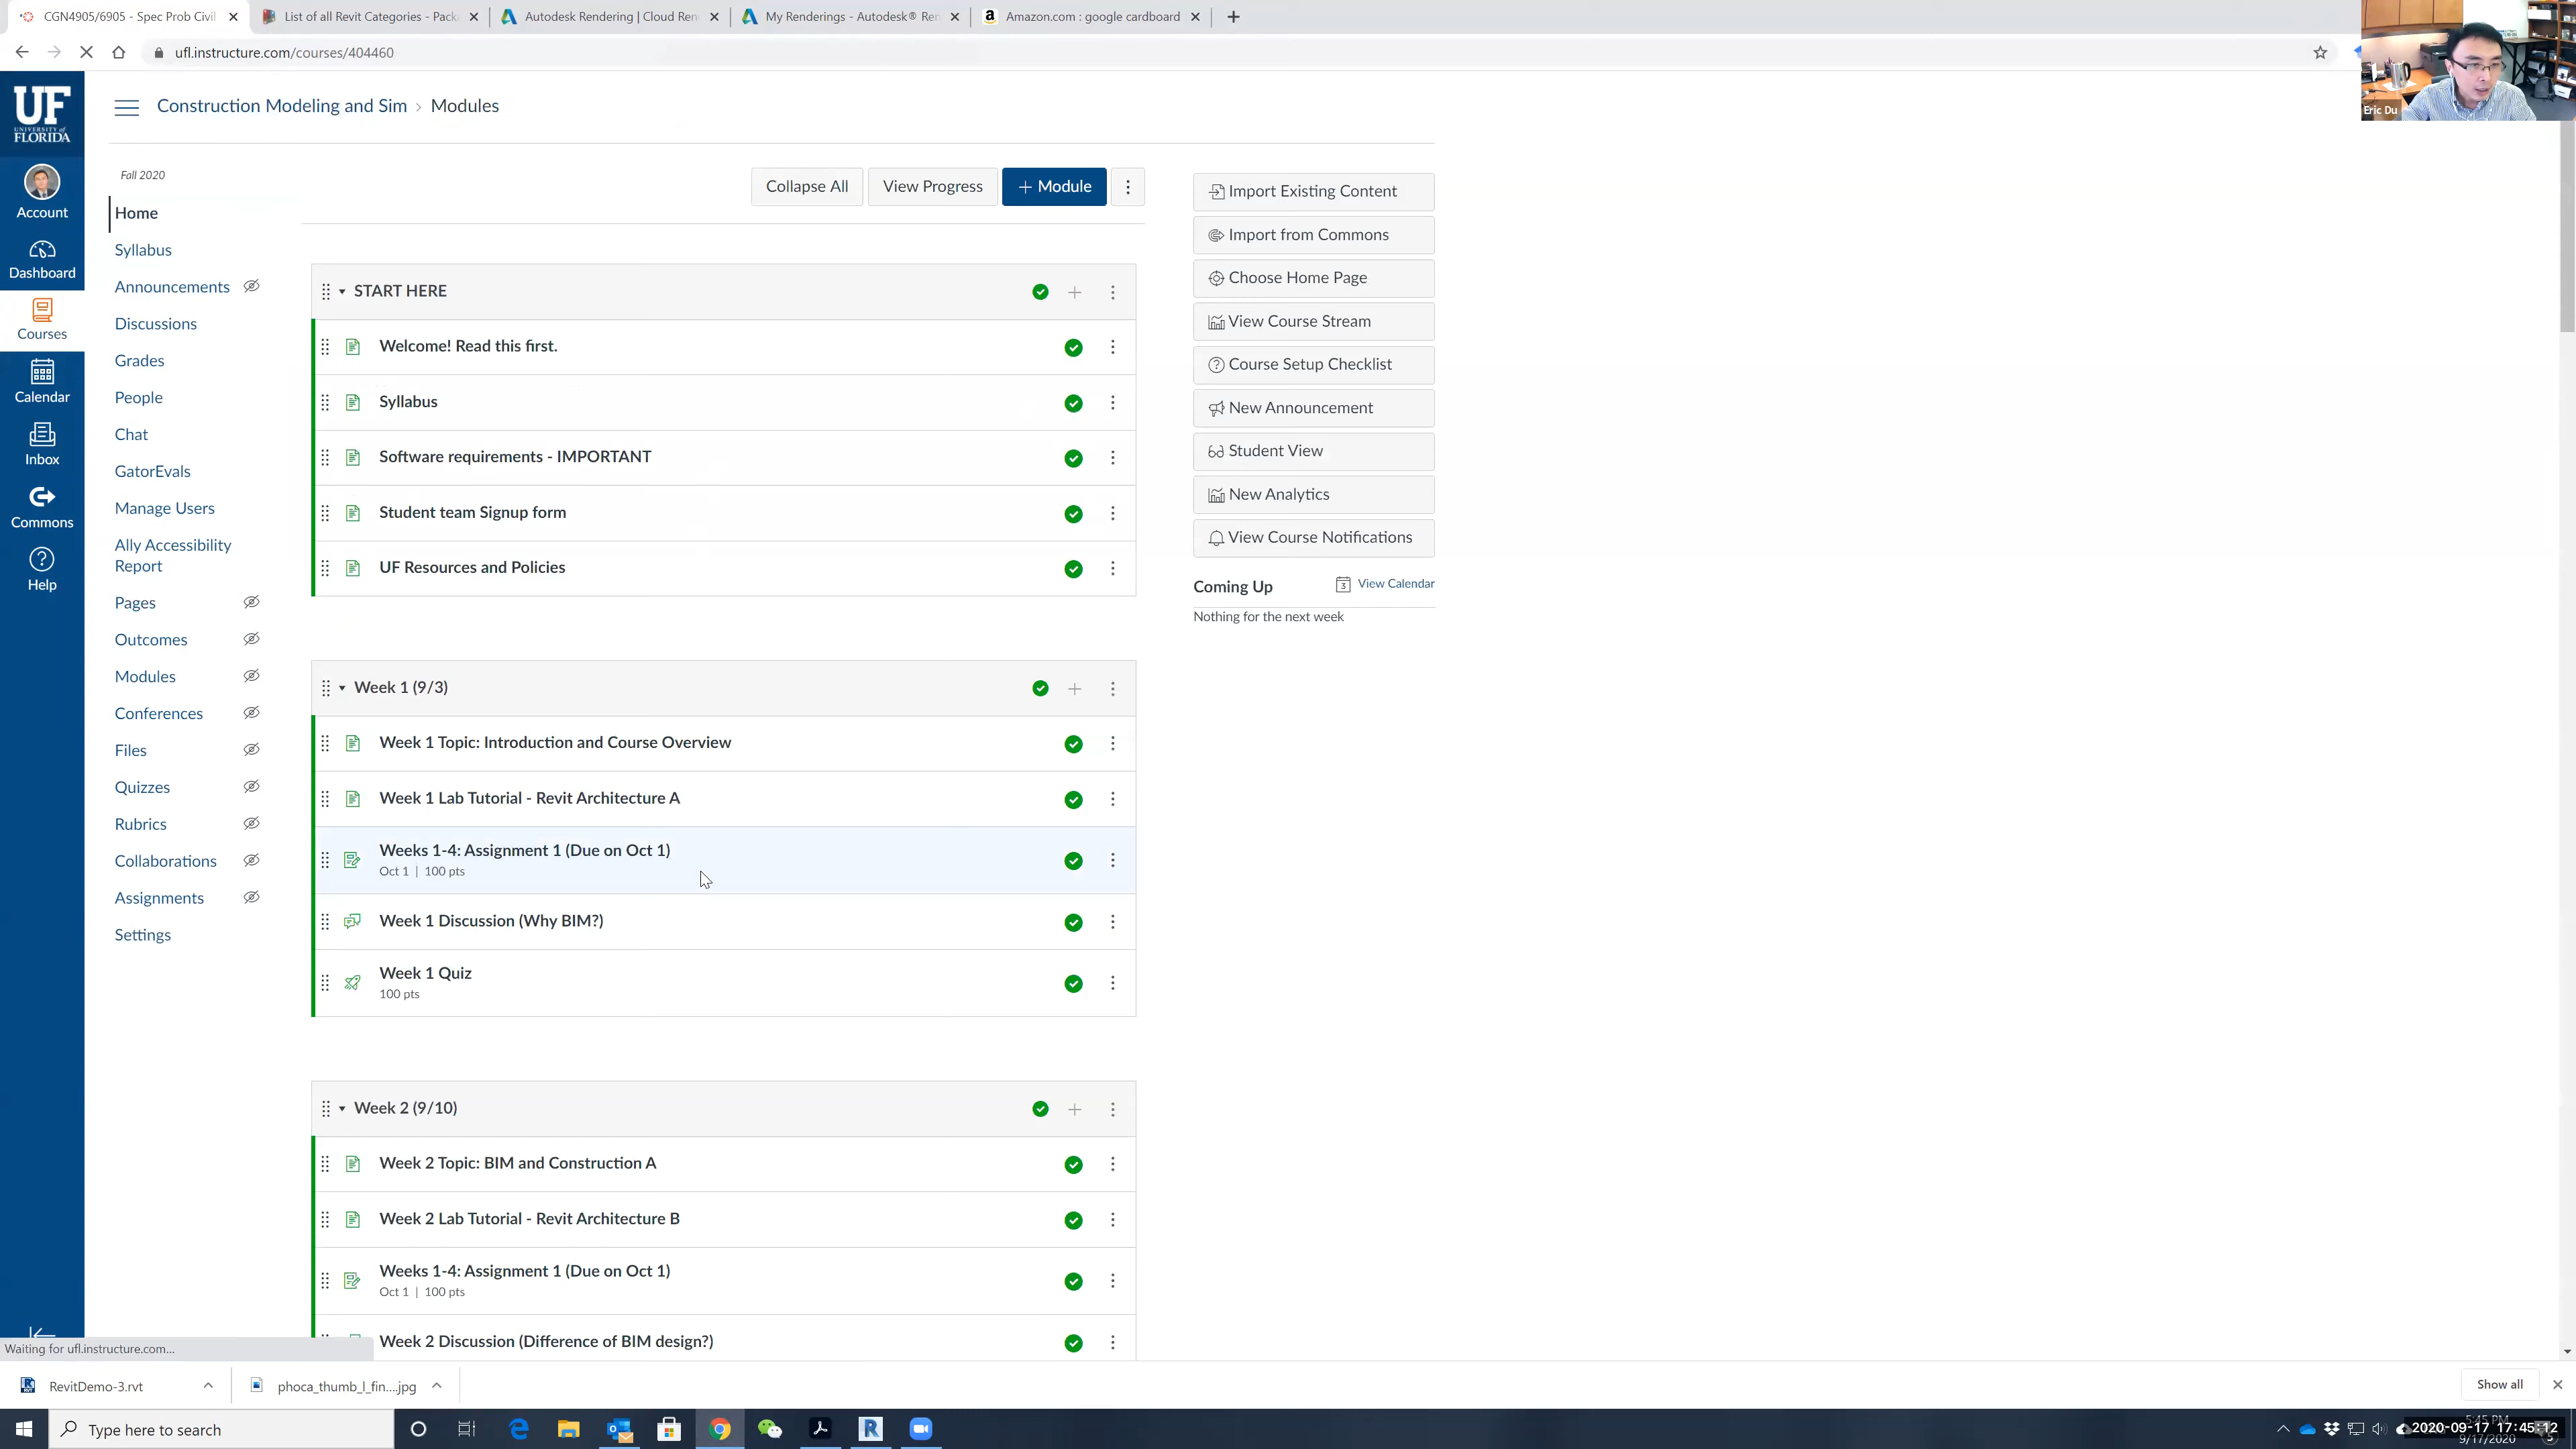 CGN4905/6905 - Spec Prob Civil
List of all Revit Categories - Pack
Autodesk Rendering | Cloud Ren
My Renderings - Autodesk® Ren
Amazon.com : google cardboard
ufl.instructure.com/courses/404460
Eric Du
UF
UNIVERSITY of
FLORIDA
Account
Dashboard
Courses
Calendar
Inbox
Commons
Help
Construction Modeling and Sim > Modules
Fall 2020
Home
Syllabus
Announcements
Discussions
Grades
People
Chat
GatorEvals
Manage Users
Ally Accessibility
Report
Pages
Outcomes
Modules
Conferences
Files
Quizzes
Rubrics
Collaborations
Assignments
Settings
Collapse All
View Progress
+ Module
START HERE
Welcome! Read this first.
Syllabus
Software requirements - IMPORTANT
Student team Signup form
UF Resources and Policies
Week 1 (9/3)
Week 1 Topic: Introduction and Course Overview
Week 1 Lab Tutorial - Revit Architecture A
Weeks 1-4: Assignment 1 (Due on Oct 1)
Oct 1 | 100 pts
Week 1 Discussion (Why BIM?)
Week 1 Quiz
100 pts
Week 2 (9/10)
Week 2 Topic: BIM and Construction A
Week 2 Lab Tutorial - Revit Architecture B
Weeks 1-4: Assignment 1 (Due on Oct 1)
Oct 1 | 100 pts
Week 2 Discussion (Difference of BIM design?)
Import Existing Content
Import from Commons
Choose Home Page
View Course Stream
Course Setup Checklist
New Announcement
Student View
New Analytics
View Course Notifications
Coming Up
View Calendar
Nothing for the next week
Waiting for ufl.instructure.com...
RevitDemo-3.rvt
phoca_thumb_l_fin....jpg
Show all
Type here to search
5:45 PM
2020-09-17 17:45:12
9/17/2020